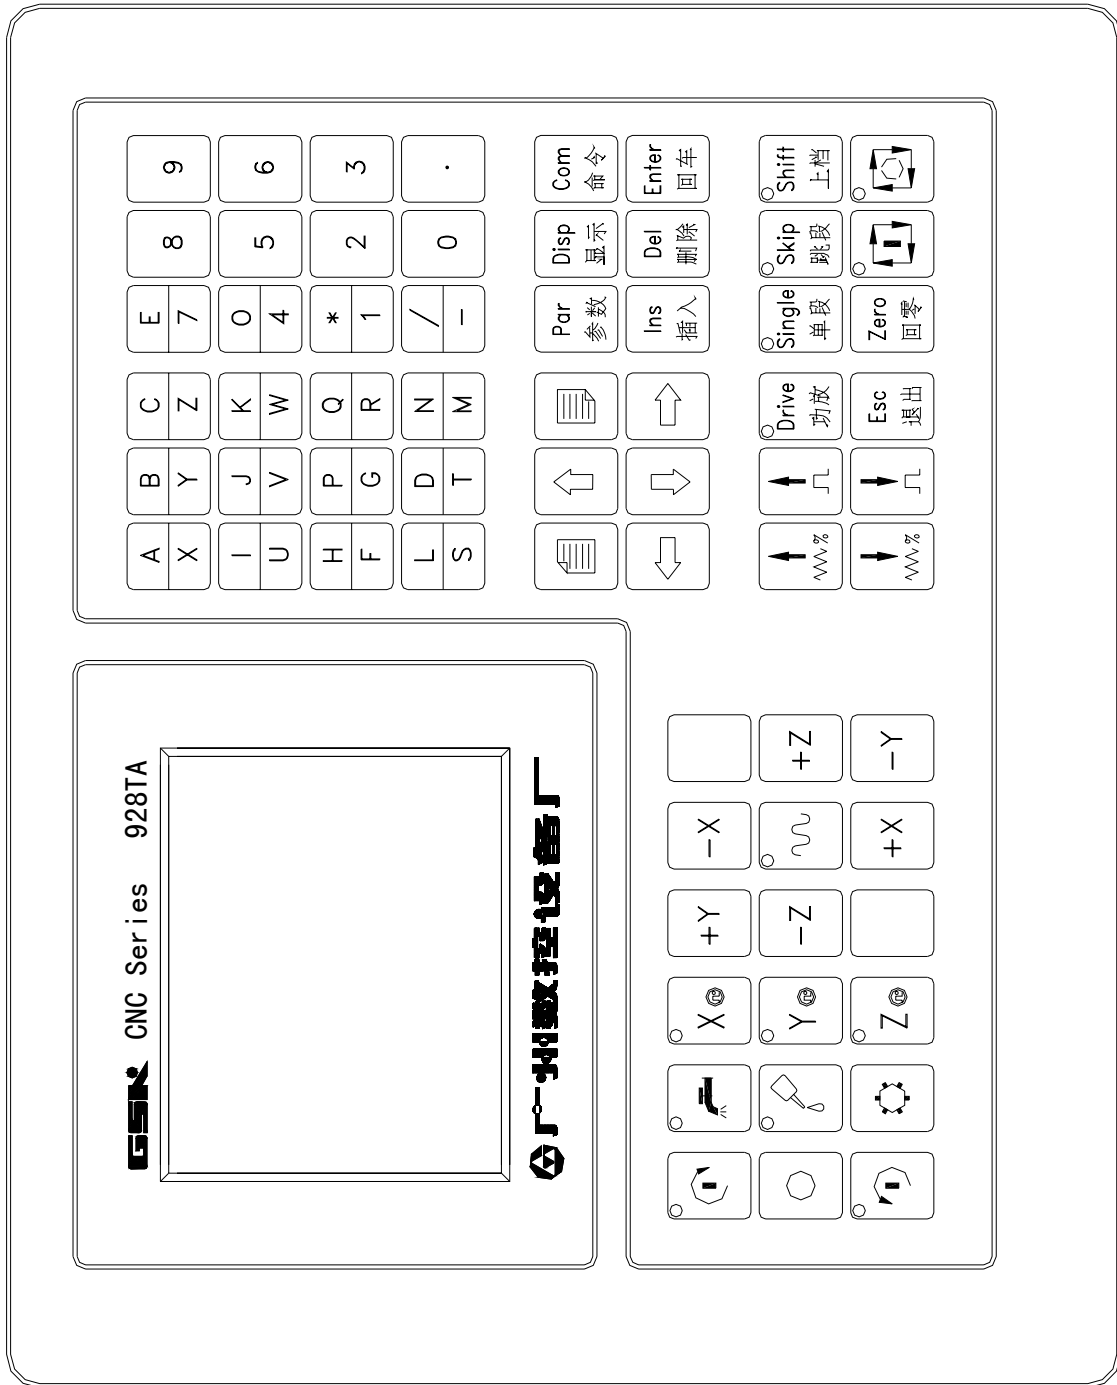 GSK CNC Series 928TA
广州数控设备厂
A B C E 8 9
X Y Z 7
I J K O 5 6
U V W 4
H P Q * 2 3
F G R 1
L D N / 0 .
S T M -
Par Disp Com
参数 显示 命令
Ins Del Enter
插入 删除 回车
X +Y -X
Y -Z +Z
Z +X -Y
% Drive Single Skip Shift
功放 单段 跳段 上档
% Esc Zero
退出 回零